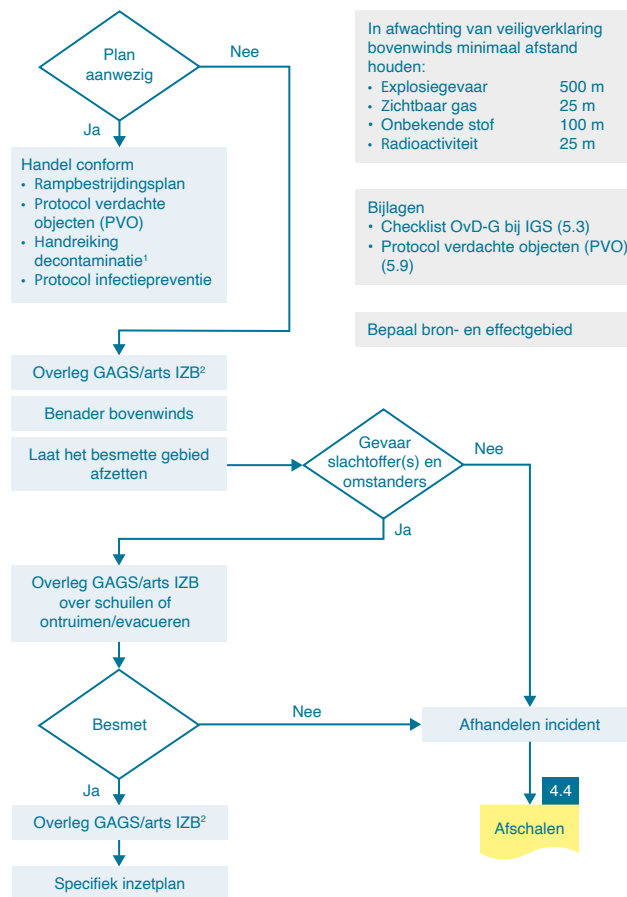 Plan
aanwezig
Nee
Ja
Handel conform
• Rampbestrijdingsplan
• Protocol verdachte
objecten (PVO)
• Handreiking
decontaminatie¹
• Protocol infectiepreventie
In afwachting van veiligverklaring
bovenwinds minimaal afstand
houden:
• Explosiegevaar 500 m
• Zichtbaar gas 25 m
• Onbekende stof 100 m
• Radioactiviteit 25 m
Bijlagen
• Checklist OvD-G bij IGS (5.3)
• Protocol verdachte objecten (PVO)
(5.9)
Bepaal bron- en effectgebied
Overleg GAGS/arts IZB²
Benader bovenwinds
Laat het besmette gebied
afzetten
Gevaar
slachtoffer(s) en
omstanders
Nee
Ja
Overleg GAGS/arts IZB
over schuilen of
ontruimen/evacueren
Besmet
Nee
Afhandelen incident
Ja
4.4
Afschalen
Overleg GAGS/arts IZB²
Specifiek inzetplan